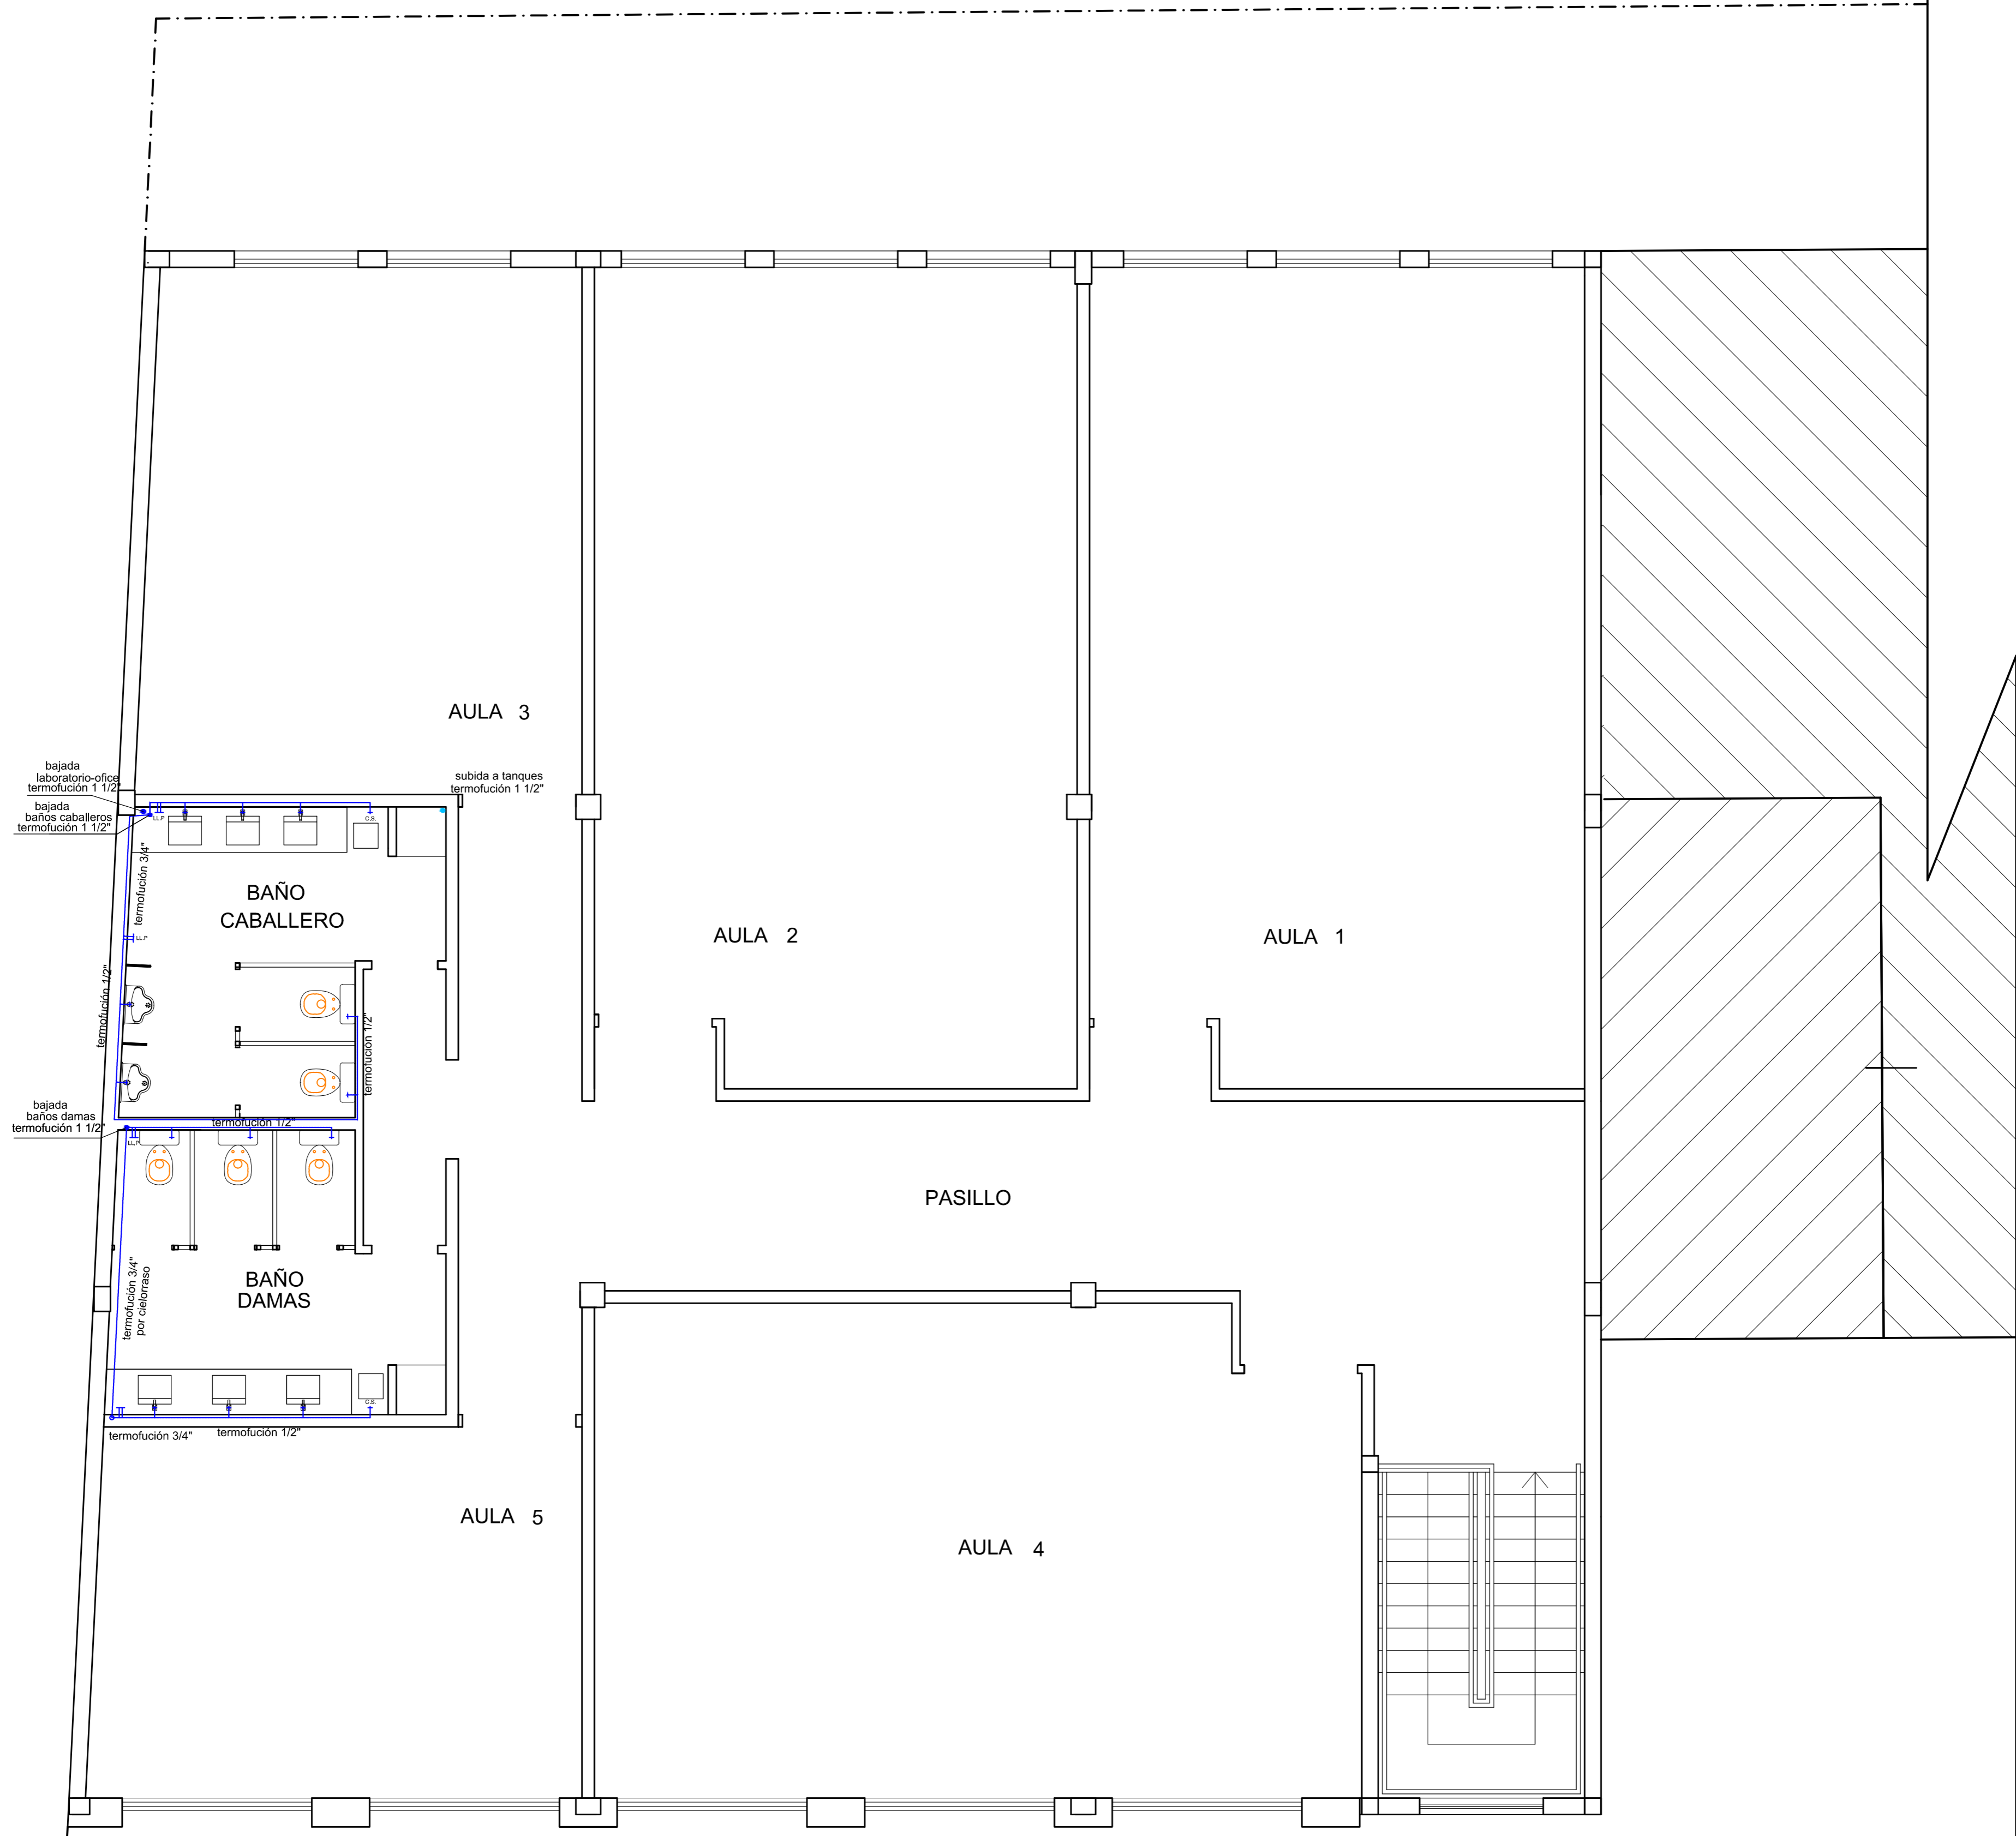 AULA 3
bajada
laboratorio-ofice
termofución 1 1/2"
subida a tanques
termofución 1 1/2"
bajada
baños caballeros
termofución 1 1/2"
LL.P
C.S.
termofución 3/4"
BAÑO
CABALLERO
AULA 2
AULA 1
LL.P
termofución 1/2"
termofución 1/2"
bajada
baños damas
termofución 1 1/2"
termofución 1/2"
LL.P
PASILLO
termofución 3/4"
por cielorraso
BAÑO
DAMAS
C.S.
termofución 3/4"
termofución 1/2"
AULA 5
AULA 4